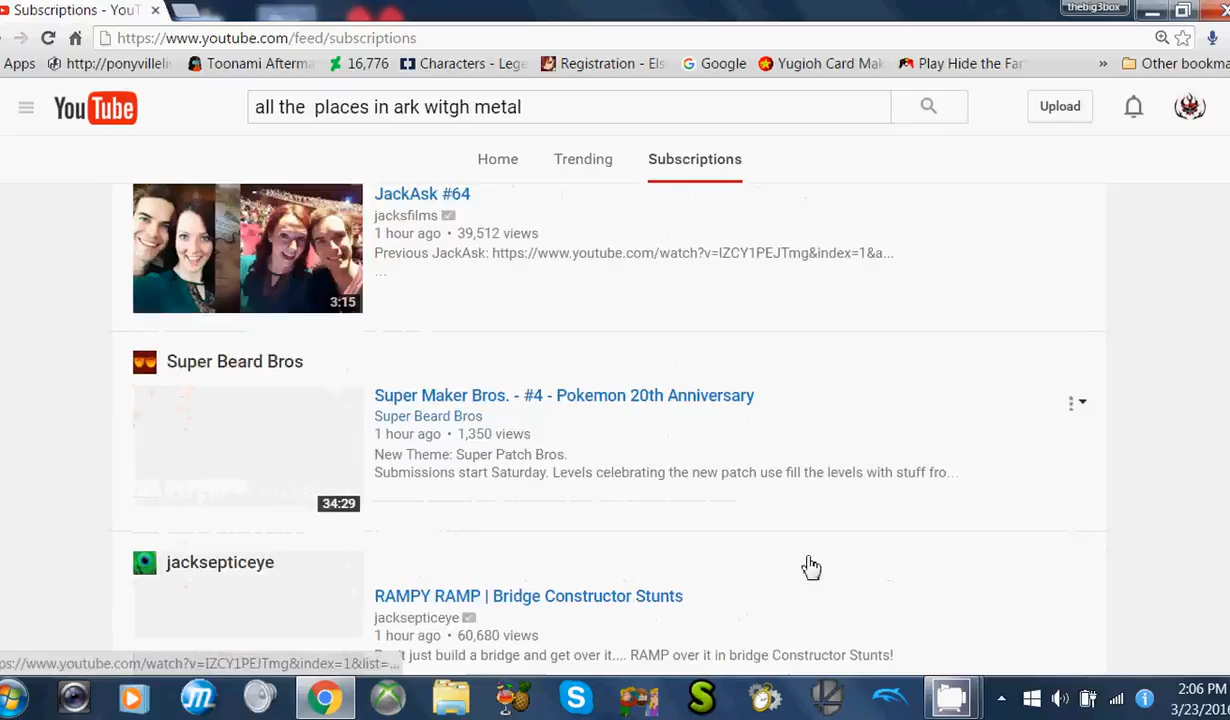 Subscriptions - YouT
thebig3box
https://www.youtube.com/feed/subscriptions
Apps http://ponyvilleli Toonami Afterma 16,776 Characters - Lege Registration - Els Google Yugioh Card Mak Play Hide the Far » Other bookma
YouTube all the places in ark witgh metal Upload
Home Trending Subscriptions
JackAsk #64
jacksfilms
1 hour ago • 39,512 views
Previous JackAsk: https://www.youtube.com/watch?v=IZCY1PEJTmg&index=1&a...
...
3:15
Super Beard Bros
Super Maker Bros. - #4 - Pokemon 20th Anniversary
Super Beard Bros
1 hour ago • 1,350 views
New Theme: Super Patch Bros.
Submissions start Saturday. Levels celebrating the new patch use fill the levels with stuff fro...
34:29
jacksepticeye
RAMPY RAMP | Bridge Constructor Stunts
jacksepticeye
1 hour ago • 60,680 views
't just build a bridge and get over it.... RAMP over it in bridge Constructor Stunts!
ps://www.youtube.com/watch?v=IZCY1PEJTmg&index=1&list=...
2:06 PM
3/23/201